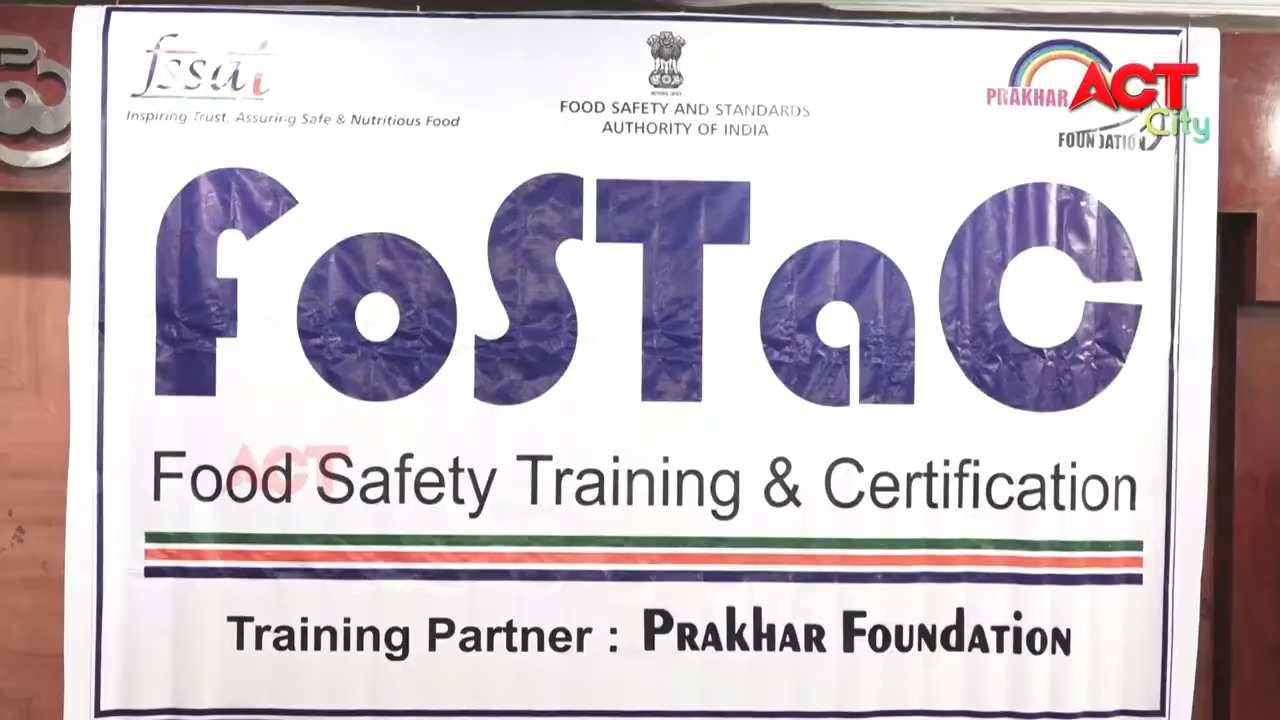 fssai
Inspiring Trust, Assuring Safe & Nutritious Food
FOOD SAFETY AND STANDARDS
AUTHORITY OF INDIA
PRAKHAR
FOUNDATION
ACT
City
FoSTaC
ACT
Food Safety Training & Certification
Training Partner : PRAKHAR FOUNDATION